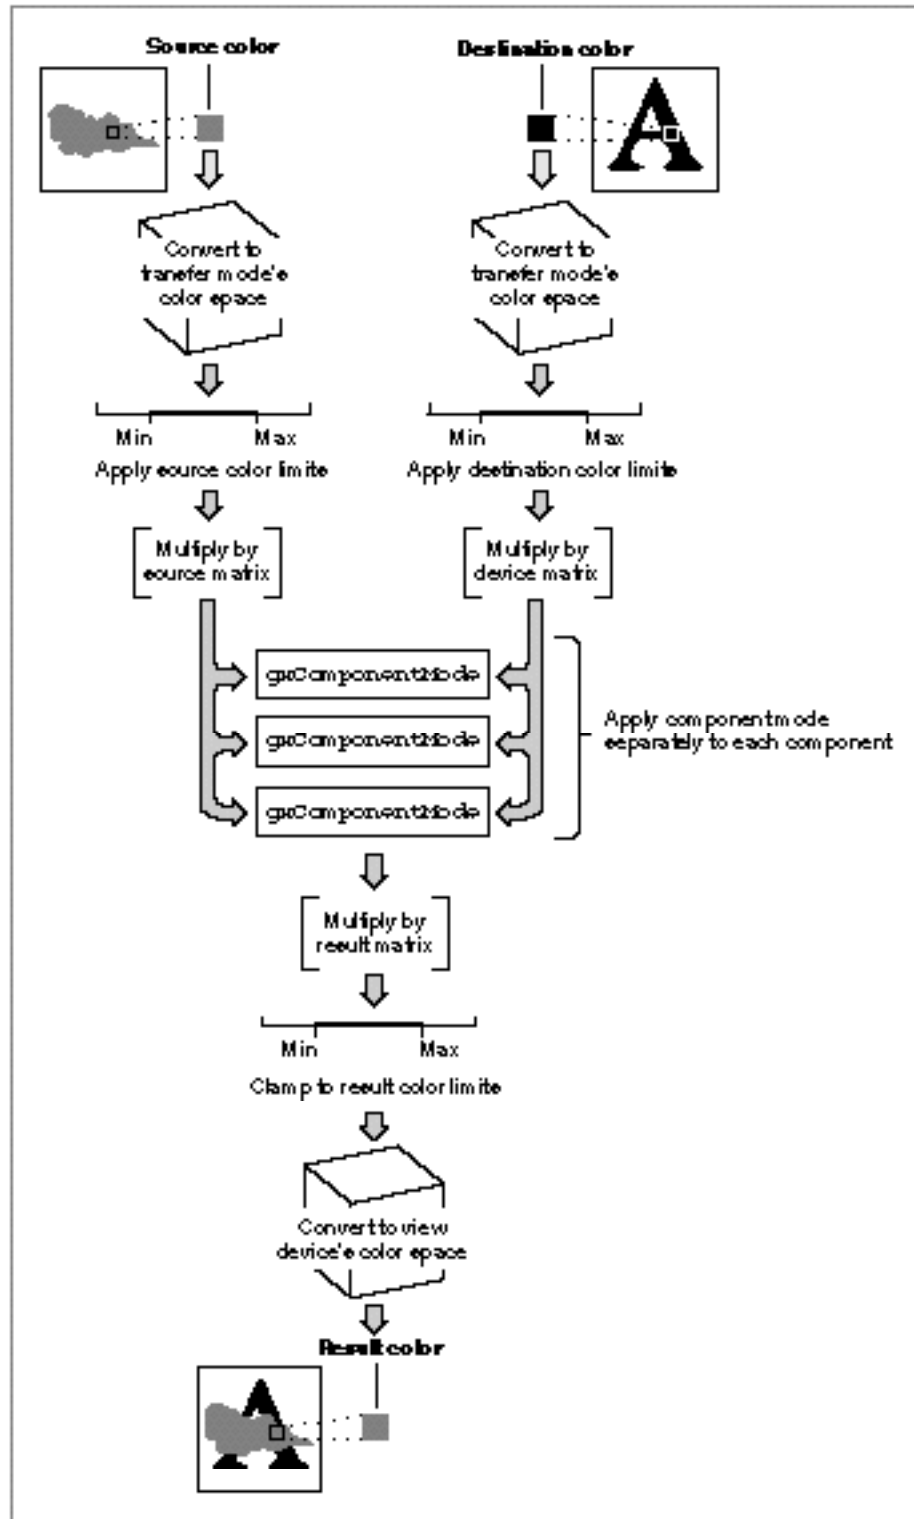 Source color
Destination color
Convert to
transfer mode's
color space
Convert to
transfer mode's
color space
Min Max
Apply source color limits
Min Max
Apply destination color limits
Multiply by
source matrix
Multiply by
device matrix
gxComponentMode
gxComponentMode
gxComponentMode
Apply component mode
separately to each component
Multiply by
result matrix
Min Max
Clamp to result color limits
Convert to view
device's color space
Result color
A
A